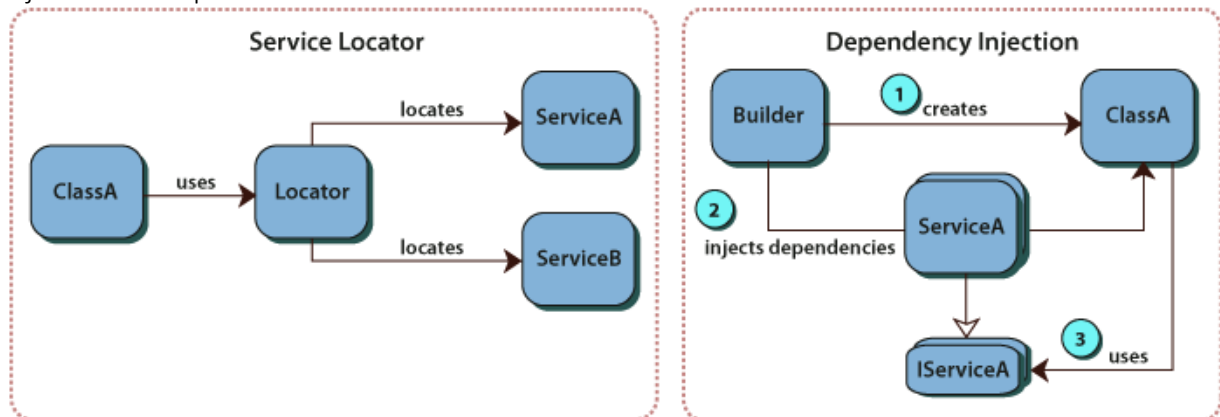 Service Locator
ClassA
uses
Locator
locates
ServiceA
locates
ServiceB
Dependency Injection
Builder
1
creates
ClassA
2
injects dependencies
ServiceA
3
uses
IServiceA